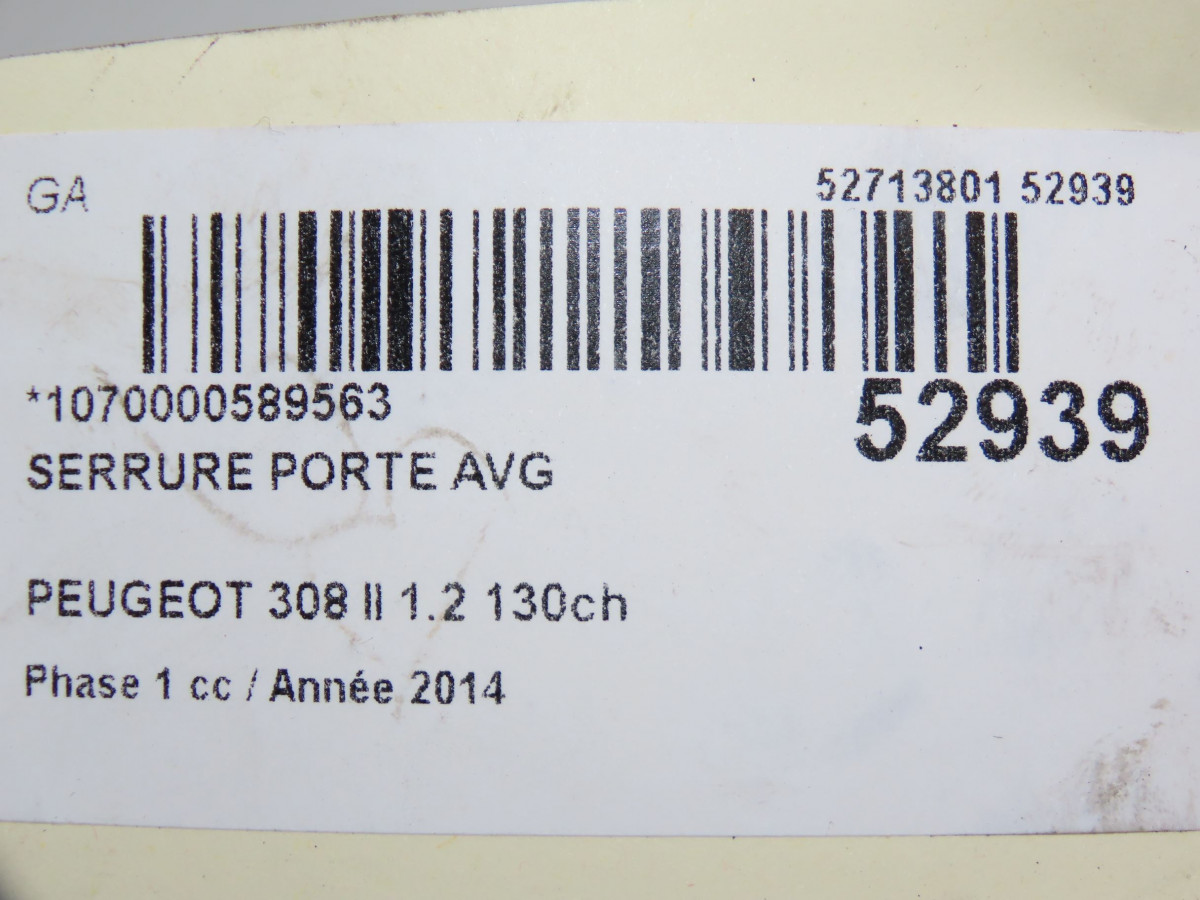 GA
52713801 52939
*1070000589563
52939
SERRURE PORTE AVG
PEUGEOT 308 II 1.2 130ch
Phase 1 cc / Année 2014